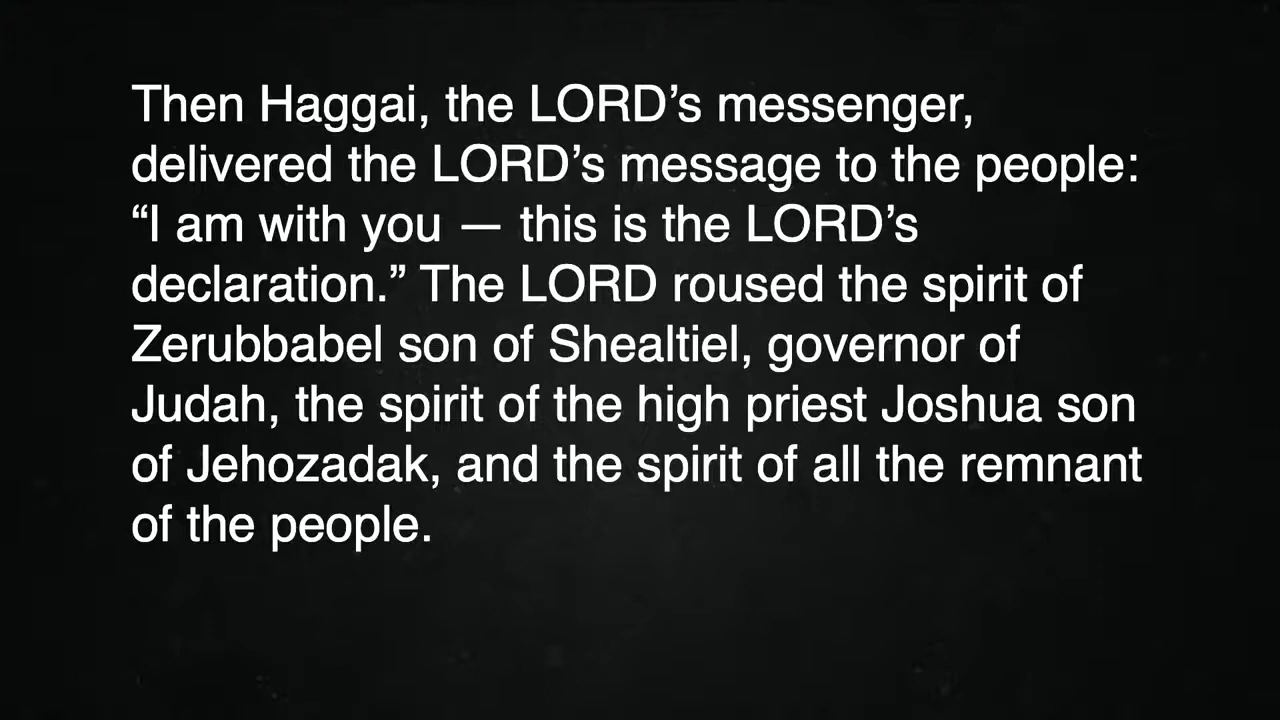 Then Haggai, the LORD’s messenger,
delivered the LORD’s message to the people:
“I am with you — this is the LORD’s
declaration.” The LORD roused the spirit of
Zerubbabel son of Shealtiel, governor of
Judah, the spirit of the high priest Joshua son
of Jehozadak, and the spirit of all the remnant
of the people.